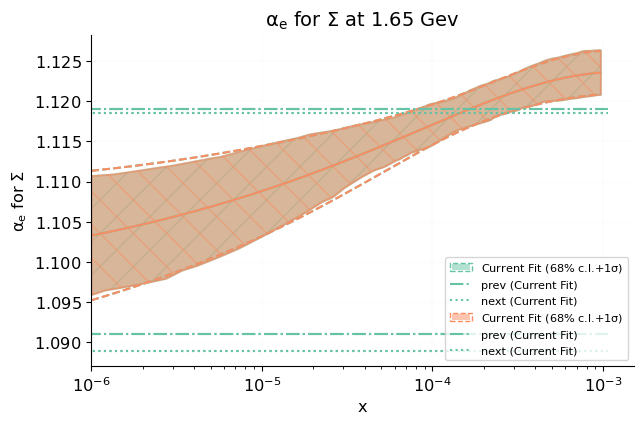 αe for Σ at 1.65 Gev
αe for Σ
1.125
1.120
1.115
1.110
1.105
1.100
1.095
1.090
Current Fit (68% c.l.+1σ)
prev (Current Fit)
next (Current Fit)
Current Fit (68% c.l.+1σ)
prev (Current Fit)
next (Current Fit)
10⁻⁶ 10⁻⁵ 10⁻⁴ 10⁻³
x